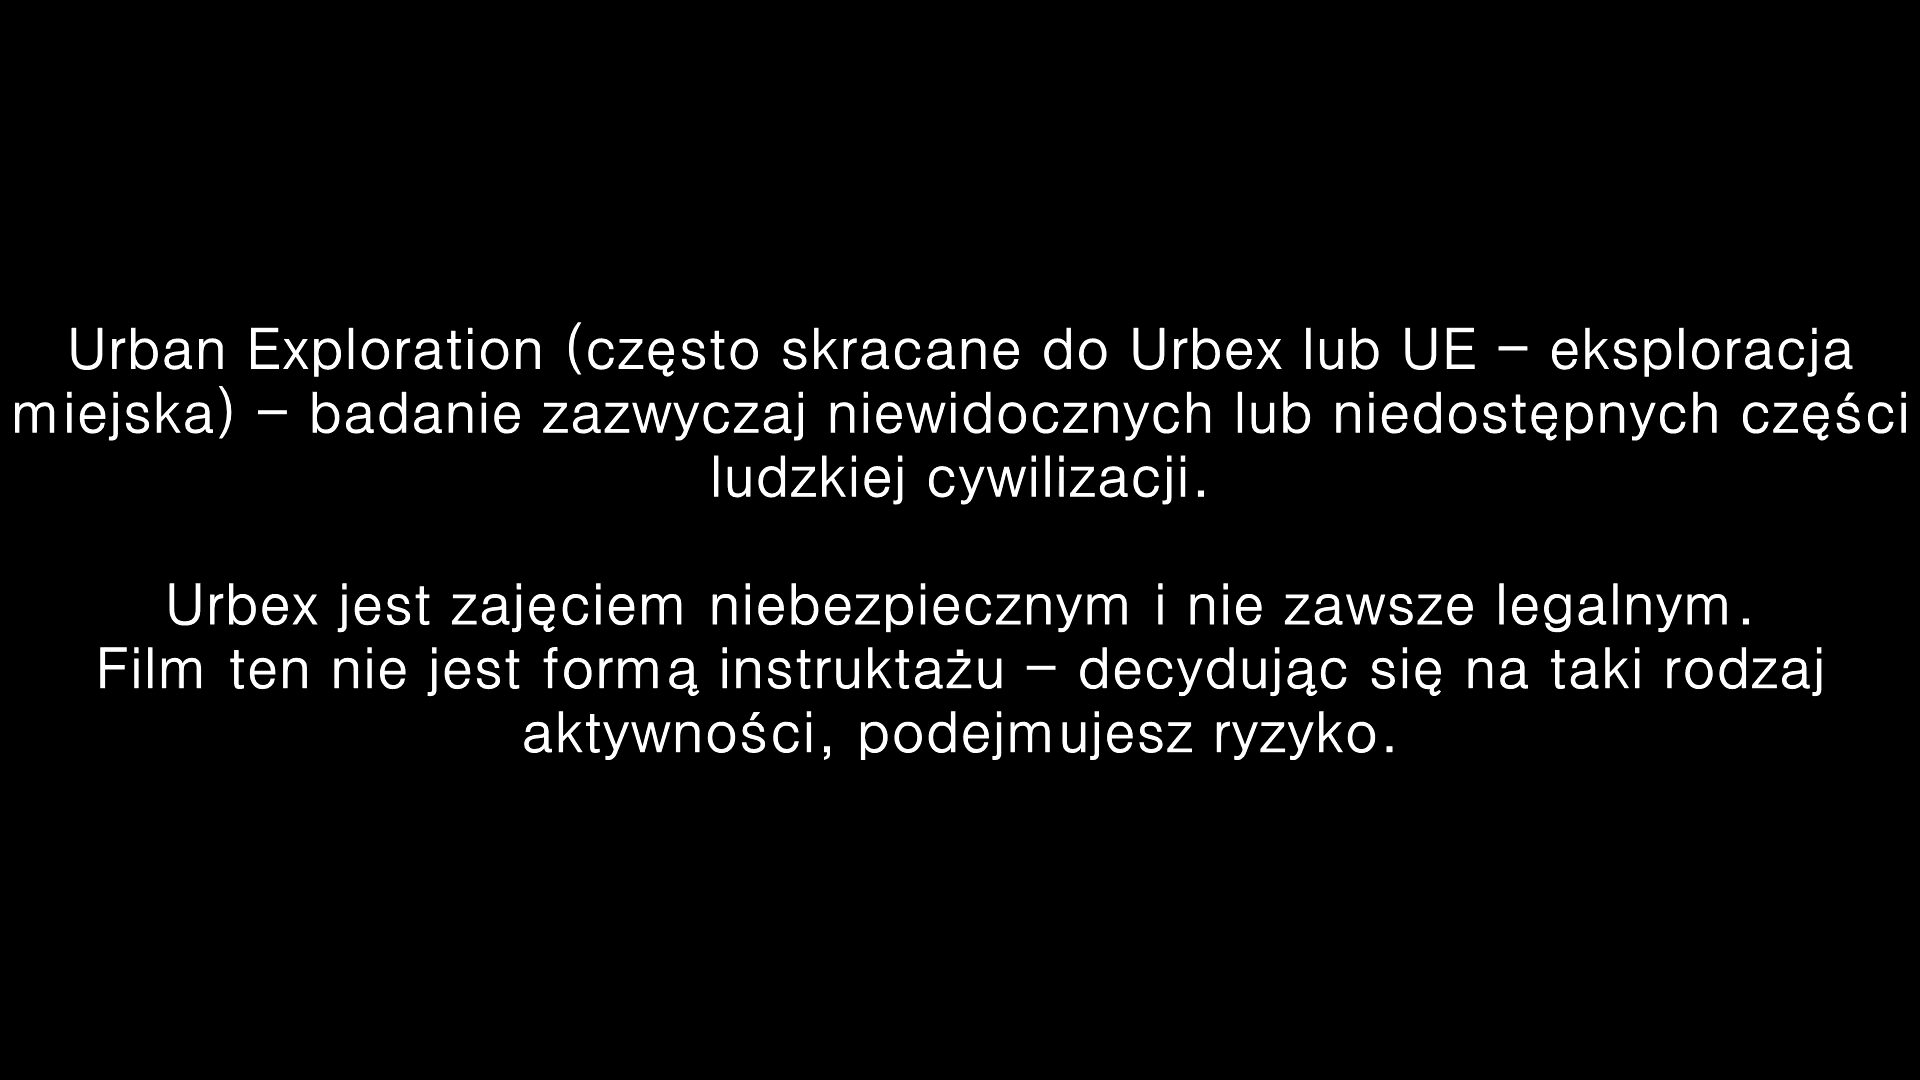 Urban Exploration (często skracane do Urbex lub UE – eksploracja
miejska) – badanie zazwyczaj niewidocznych lub niedostępnych części
ludzkiej cywilizacji.
Urbex jest zajęciem niebezpiecznym i nie zawsze legalnym.
Film ten nie jest formą instruktażu – decydując się na taki rodzaj
aktywności, podejmujesz ryzyko.